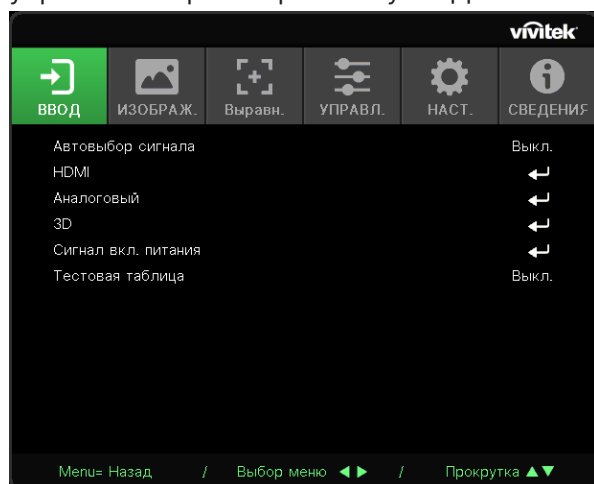 vivitek
ВВОД ИЗОБРАЖ. Выравн. УПРАВЛ. НАСТ. СВЕДЕНИЯ
Автовыбор сигнала Выкл.
HDMI
Аналоговый
3D
Сигнал вкл. питания
Тестовая таблица Выкл.
Menu= Назад / Выбор меню ◄► / Прокрутка ▲▼